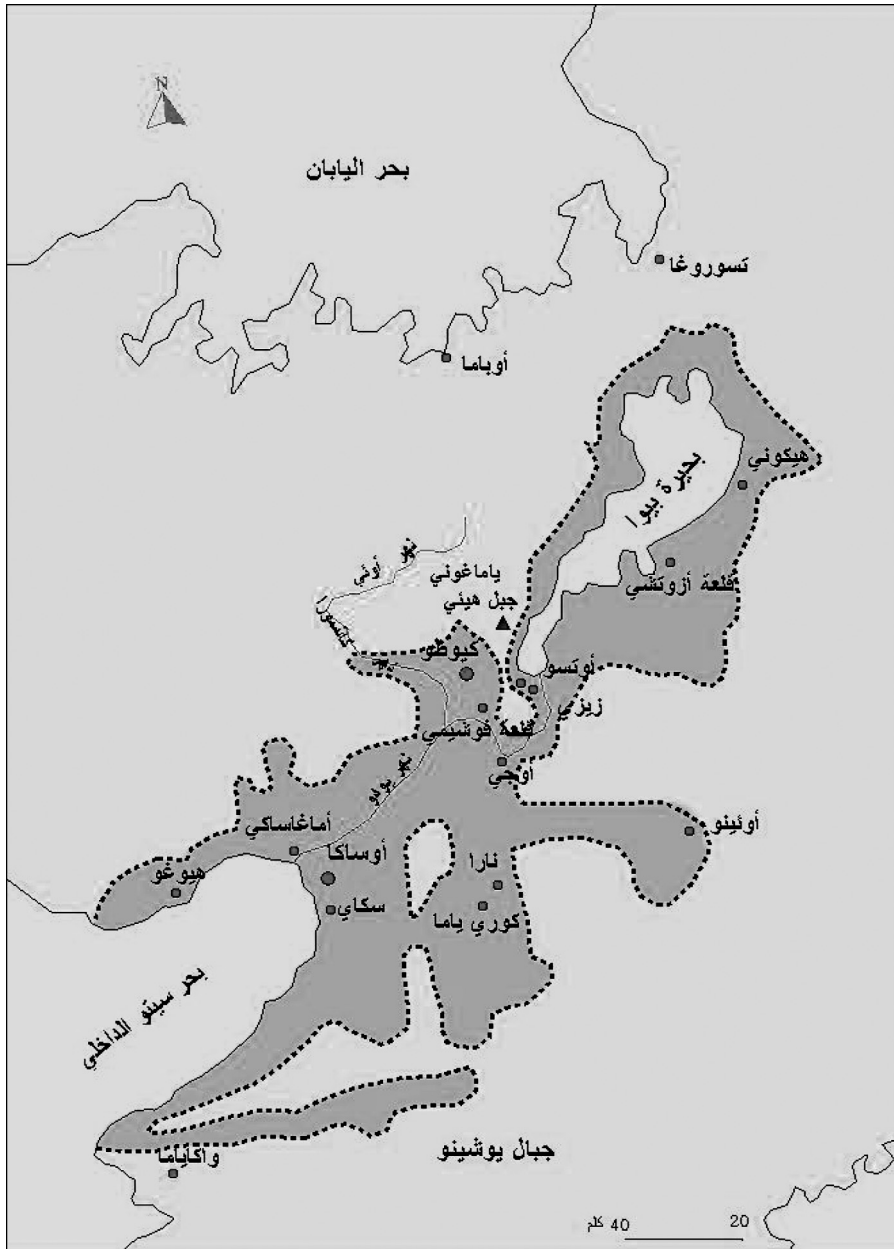 N
بحر اليابان
تسوروغا
أوباما
هيكوني
بحيرة بيوا
نهر أوئي
ياماغوني
قلعة أزوتشي
جبل هيئي
كاتسورا
نهر
كيوطو
أوتسو
زيزي
قلعة فوشيمي
أوجي
نهر يودو
أوئينو
أماغاساكي
أوساكا
نارا
هيوغو
سكاي
كوري ياما
بحر سيتو الداخلي
جبال يوشينو
واكاياما
20
40 كلم